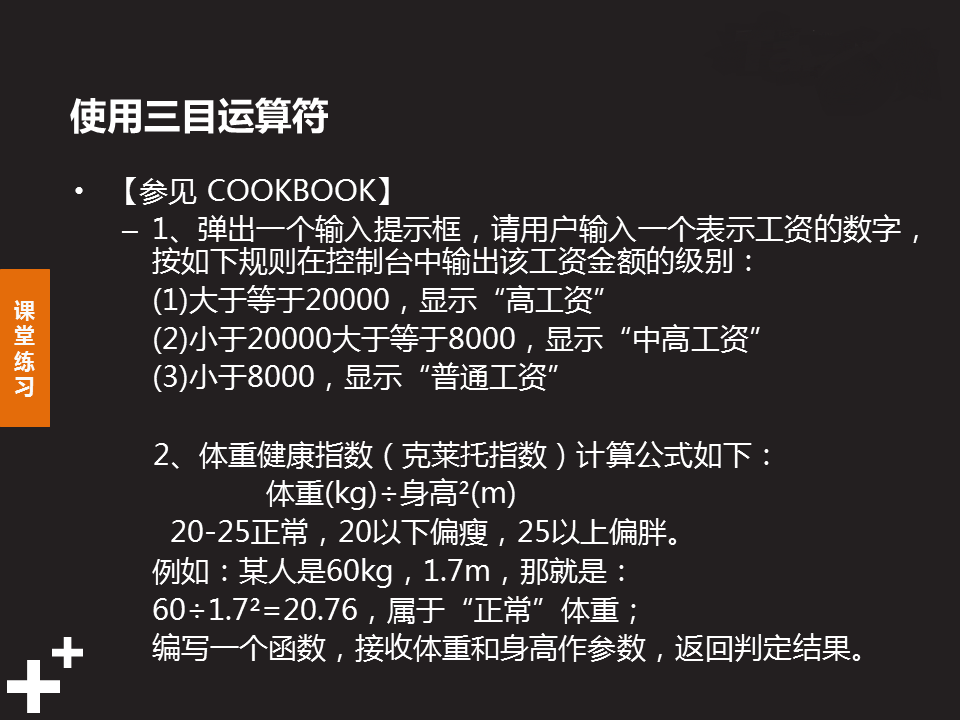 使用三目运算符
• 【参见 COOKBOOK】
– 1、弹出一个输入提示框，请用户输入一个表示工资的数字，
按如下规则在控制台中输出该工资金额的级别：
(1)大于等于20000，显示“高工资”
(2)小于20000大于等于8000，显示“中高工资”
(3)小于8000，显示“普通工资”
2、体重健康指数（克莱托指数）计算公式如下：
体重(kg)÷身高²(m)
20-25正常，20以下偏瘦，25以上偏胖。
例如：某人是60kg，1.7m，那就是：
60÷1.7²=20.76，属于“正常”体重；
编写一个函数，接收体重和身高作参数，返回判定结果。
课
堂
练
习